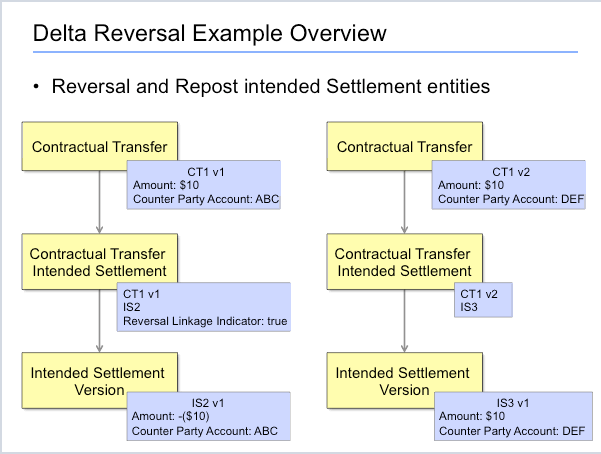 Delta Reversal Example Overview
• Reversal and Repost intended Settlement entities
Contractual Transfer
CT1 v1
Amount: $10
Counter Party Account: ABC
Contractual Transfer
Intended Settlement
CT1 v1
IS2
Reversal Linkage Indicator: true
Intended Settlement
Version
IS2 v1
Amount: -($10)
Counter Party Account: ABC
Contractual Transfer
CT1 v2
Amount: $10
Counter Party Account: DEF
Contractual Transfer
Intended Settlement
CT1 v2
IS3
Intended Settlement
Version
IS3 v1
Amount: $10
Counter Party Account: DEF